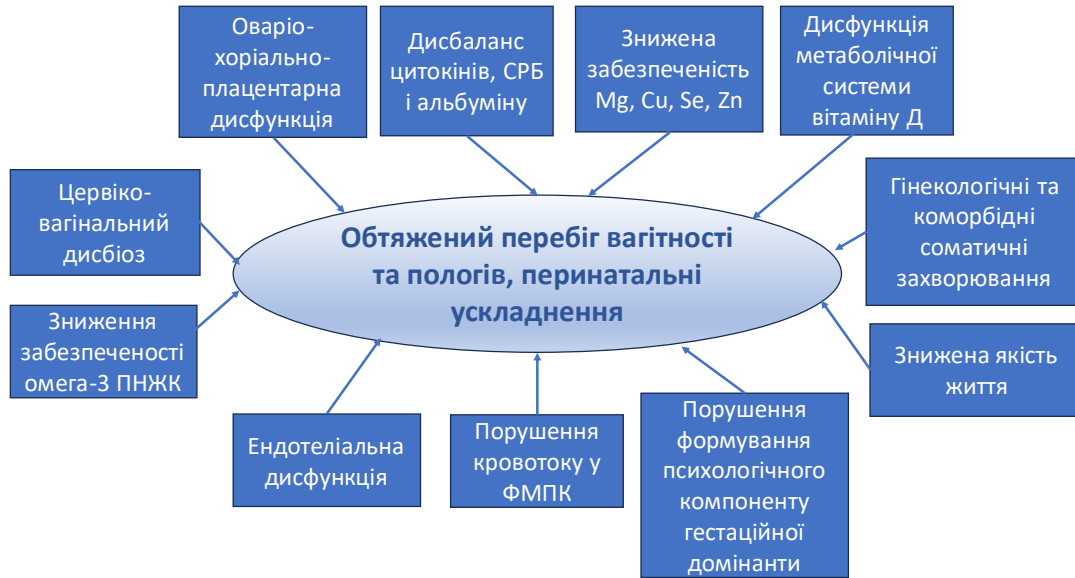 Оваріо-
хоріально-
плацентарна
дисфункція
Дисбаланс
цитокінів, СРБ
і альбуміну
Знижена
забезпеченість
Mg, Cu, Se, Zn
Дисфункція
метаболічної
системи
вітаміну Д
Цервіко-
вагінальний
дисбіоз
Обтяжений перебіг вагітності
та пологів, перинатальні
ускладнення
Гінекологічні та
коморбідні
соматичні
захворювання
Зниження
забезпеченості
омега-3 ПНЖК
Знижена якість
життя
Ендотеліальна
дисфункція
Порушення
кровотоку у
ФМПК
Порушення
формування
психологічного
компоненту
гестаційної
домінанти